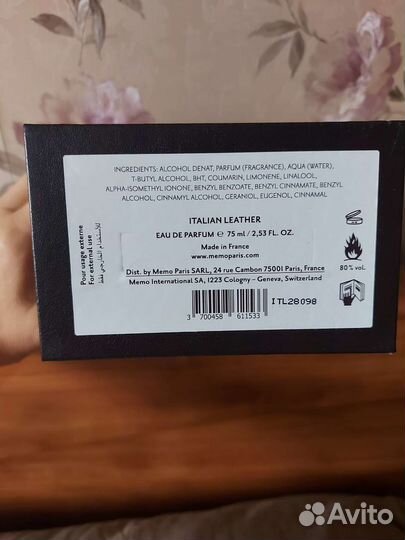 INGREDIENTS: ALCOHOL DENAT, PARFUM (FRAGRANCE), AQUA (WATER),
T-BUTYL ALCOHOL, BHT, COUMARIN, LIMONENE, LINALOOL,
ALPHA-ISOMETHYL IONONE, BENZYL BENZOATE, BENZYL CINNAMATE, BENZYL
ALCOHOL, CINNAMYL ALCOHOL, GERANIOL, EUGENOL, CINNAMAL
ITALIAN LEATHER
EAU DE PARFUM ℮ 75 ml / 2,53 FL. OZ.
Made in France
www.memoparis.com
Dist. by Memo Paris SARL, 24 rue Cambon 75001 Paris, France
Memo International SA, 1223 Cologny - Geneva, Switzerland
Pour usage externe
For external use
للاستعمال الخارجي فقط
80% vol.
ITL28098
3 700458 611533
Avito